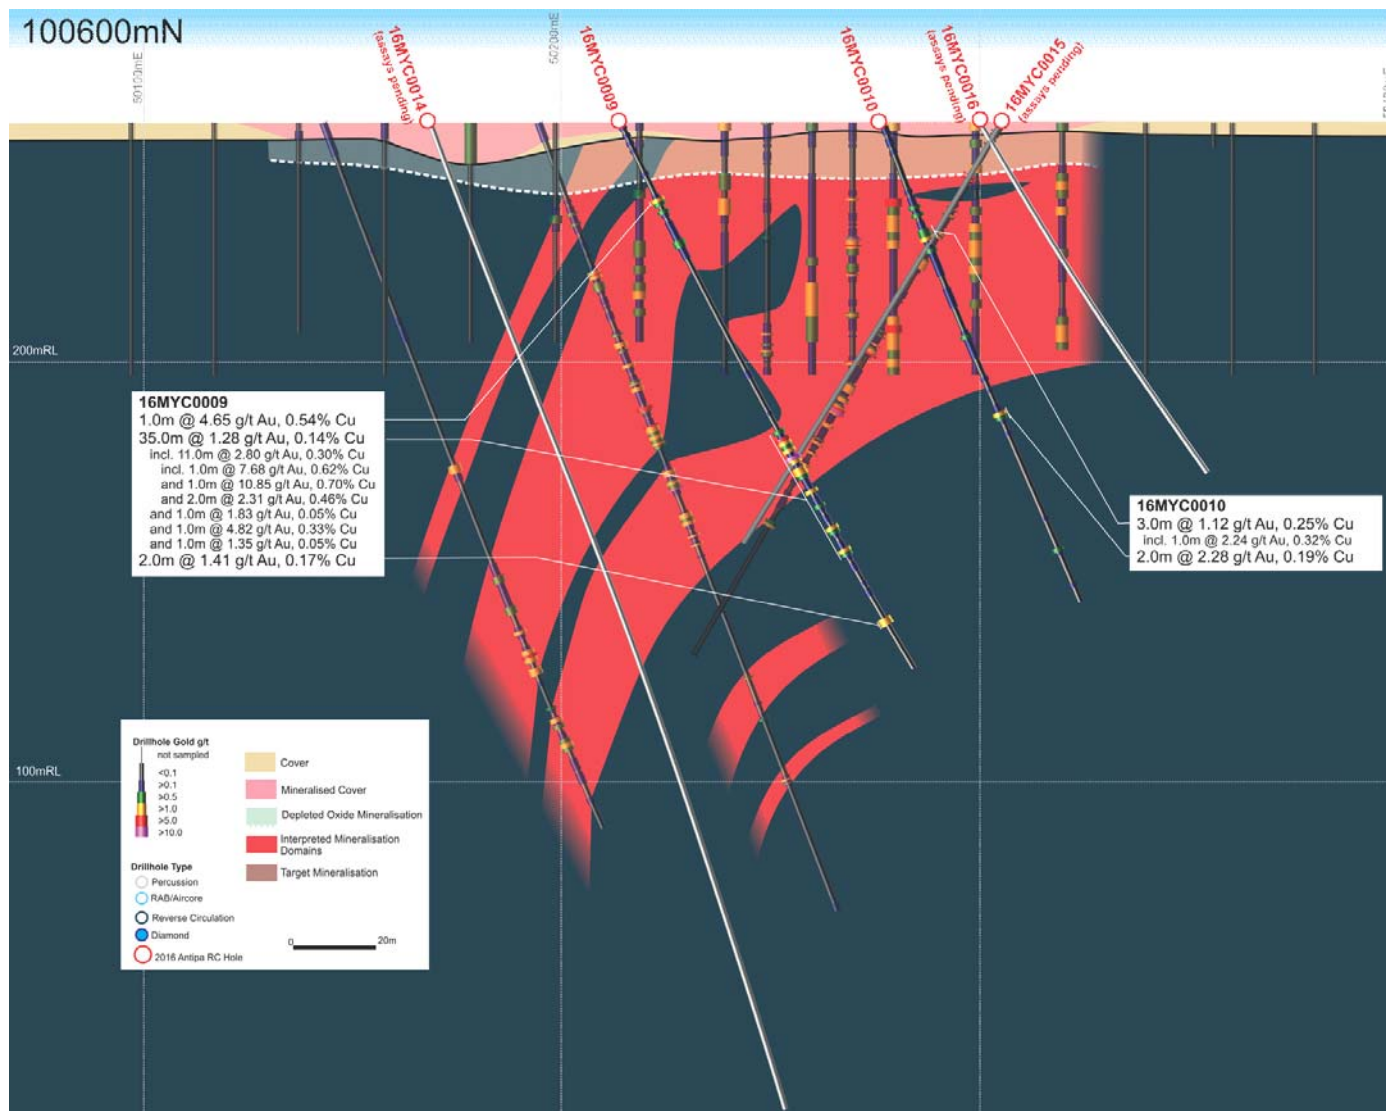 100600mN
50100mE
50200mE
16MYC0014
(assays pending)
16MYC0009
16MYC0010
16MYC0016
(assays pending)
16MYC0015
(assays pending)
200mRL
16MYC0009
1.0m @ 4.65 g/t Au, 0.54% Cu
35.0m @ 1.28 g/t Au, 0.14% Cu
incl. 11.0m @ 2.80 g/t Au, 0.30% Cu
incl. 1.0m @ 7.68 g/t Au, 0.62% Cu
and 1.0m @ 10.85 g/t Au, 0.70% Cu
and 2.0m @ 2.31 g/t Au, 0.46% Cu
and 1.0m @ 1.83 g/t Au, 0.05% Cu
and 1.0m @ 4.82 g/t Au, 0.33% Cu
and 1.0m @ 1.35 g/t Au, 0.05% Cu
2.0m @ 1.41 g/t Au, 0.17% Cu
16MYC0010
3.0m @ 1.12 g/t Au, 0.25% Cu
incl. 1.0m @ 2.24 g/t Au, 0.32% Cu
2.0m @ 2.28 g/t Au, 0.19% Cu
100mRL
Drillhole Gold g/t
not sampled
<0.1
>0.1
>0.5
>1.0
>5.0
>10.0
Cover
Mineralised Cover
Depleted Oxide Mineralisation
Interpreted Mineralisation
Domains
Target Mineralisation
Drillhole Type
Percussion
RAB/Aircore
Reverse Circulation
Diamond
2016 Antipa RC Hole
0 20m